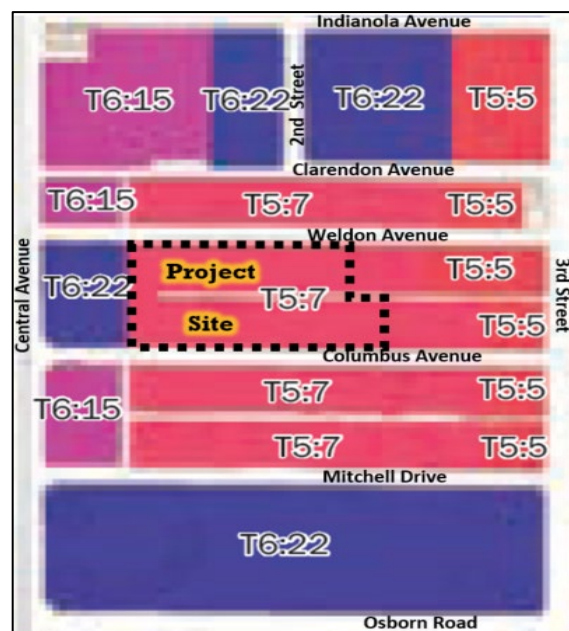 Indianola Avenue
T6:15
T6:22
2nd Street
T6:22
T5:5
Clarendon Avenue
T6:15
T5:7
T5:5
Weldon Avenue
Central Avenue
T6:22
Project
T5:7
Site
T5:5
T5:5
3rd Street
Columbus Avenue
T6:15
T5:7
T5:5
T5:7
T5:5
Mitchell Drive
T6:22
Osborn Road